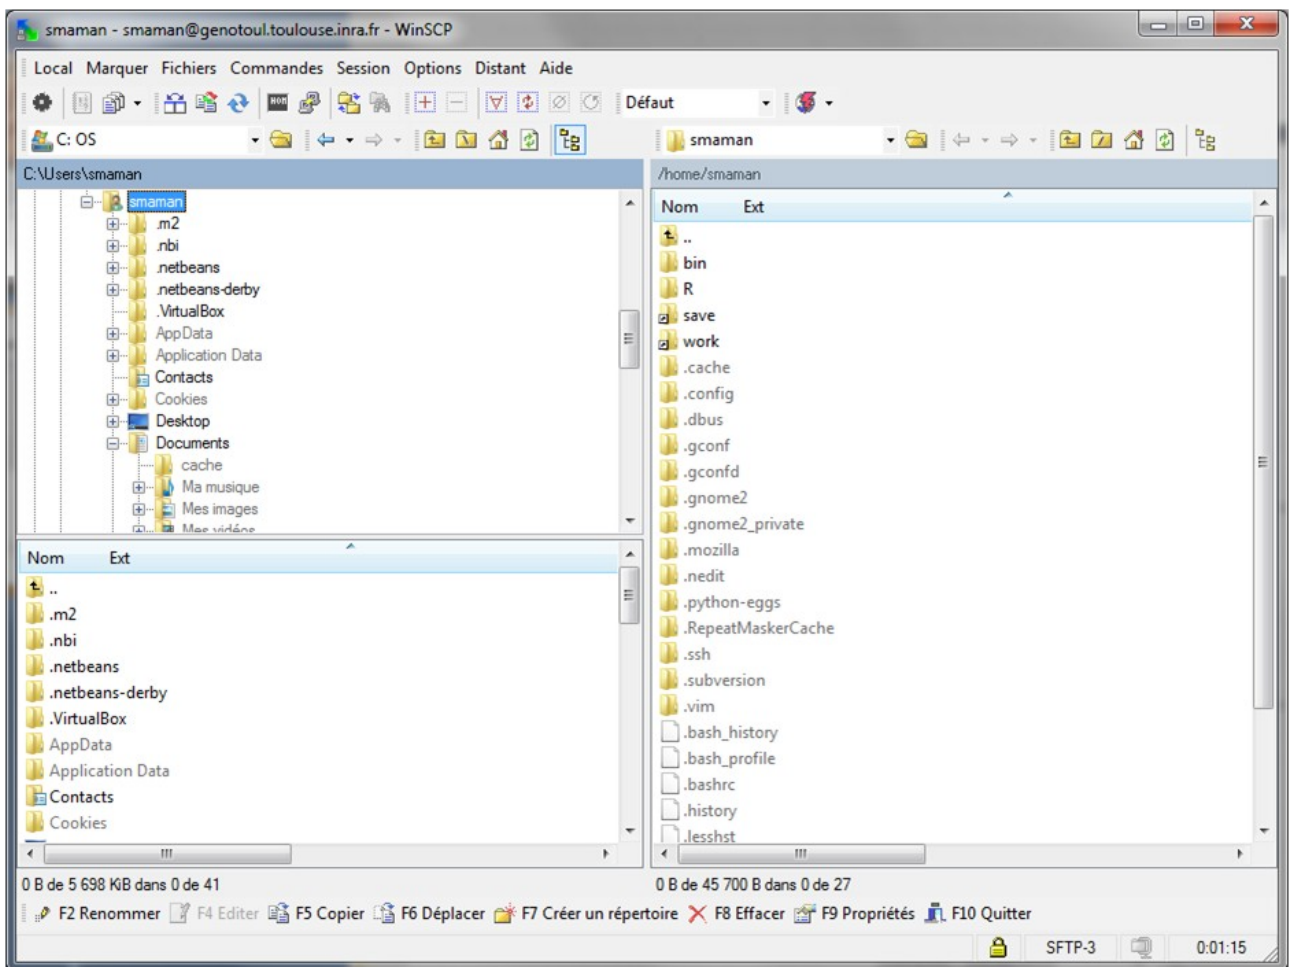 smaman - smaman@genotoul.toulouse.inra.fr - WinSCP
Local Marquer Fichiers Commandes Session Options Distant Aide
Défaut
C: OS
smaman
C:\Users\smaman
/home/smaman
smaman
.m2
.nbi
.netbeans
.netbeans-derby
.VirtualBox
AppData
Application Data
Contacts
Cookies
Desktop
Documents
cache
Ma musique
Mes images
Mes vidéos
Nom Ext
..
.m2
.nbi
.netbeans
.netbeans-derby
.VirtualBox
AppData
Application Data
Contacts
Cookies
Nom Ext
..
bin
R
save
work
.cache
.config
.dbus
.gconf
.gconfd
.gnome2
.gnome2_private
.mozilla
.nedit
.python-eggs
.RepeatMaskerCache
.ssh
.subversion
.vim
.bash_history
.bash_profile
.bashrc
.history
.lesshst
0 B de 5 698 KiB dans 0 de 41
0 B de 45 700 B dans 0 de 27
F2 Renommer F4 Editer F5 Copier F6 Déplacer F7 Créer un répertoire F8 Effacer F9 Propriétés F10 Quitter
SFTP-3 0:01:15